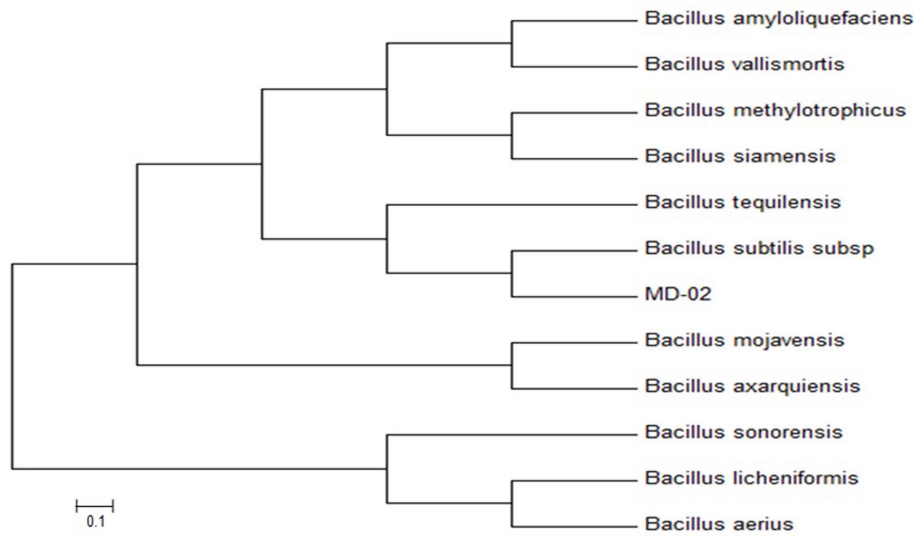 Bacillus amyloliquefaciens
Bacillus vallismortis
Bacillus methylotrophicus
Bacillus siamensis
Bacillus tequilensis
Bacillus subtilis subsp
MD-02
Bacillus mojavensis
Bacillus axarquiensis
Bacillus sonorensis
Bacillus licheniformis
Bacillus aerius
0.1